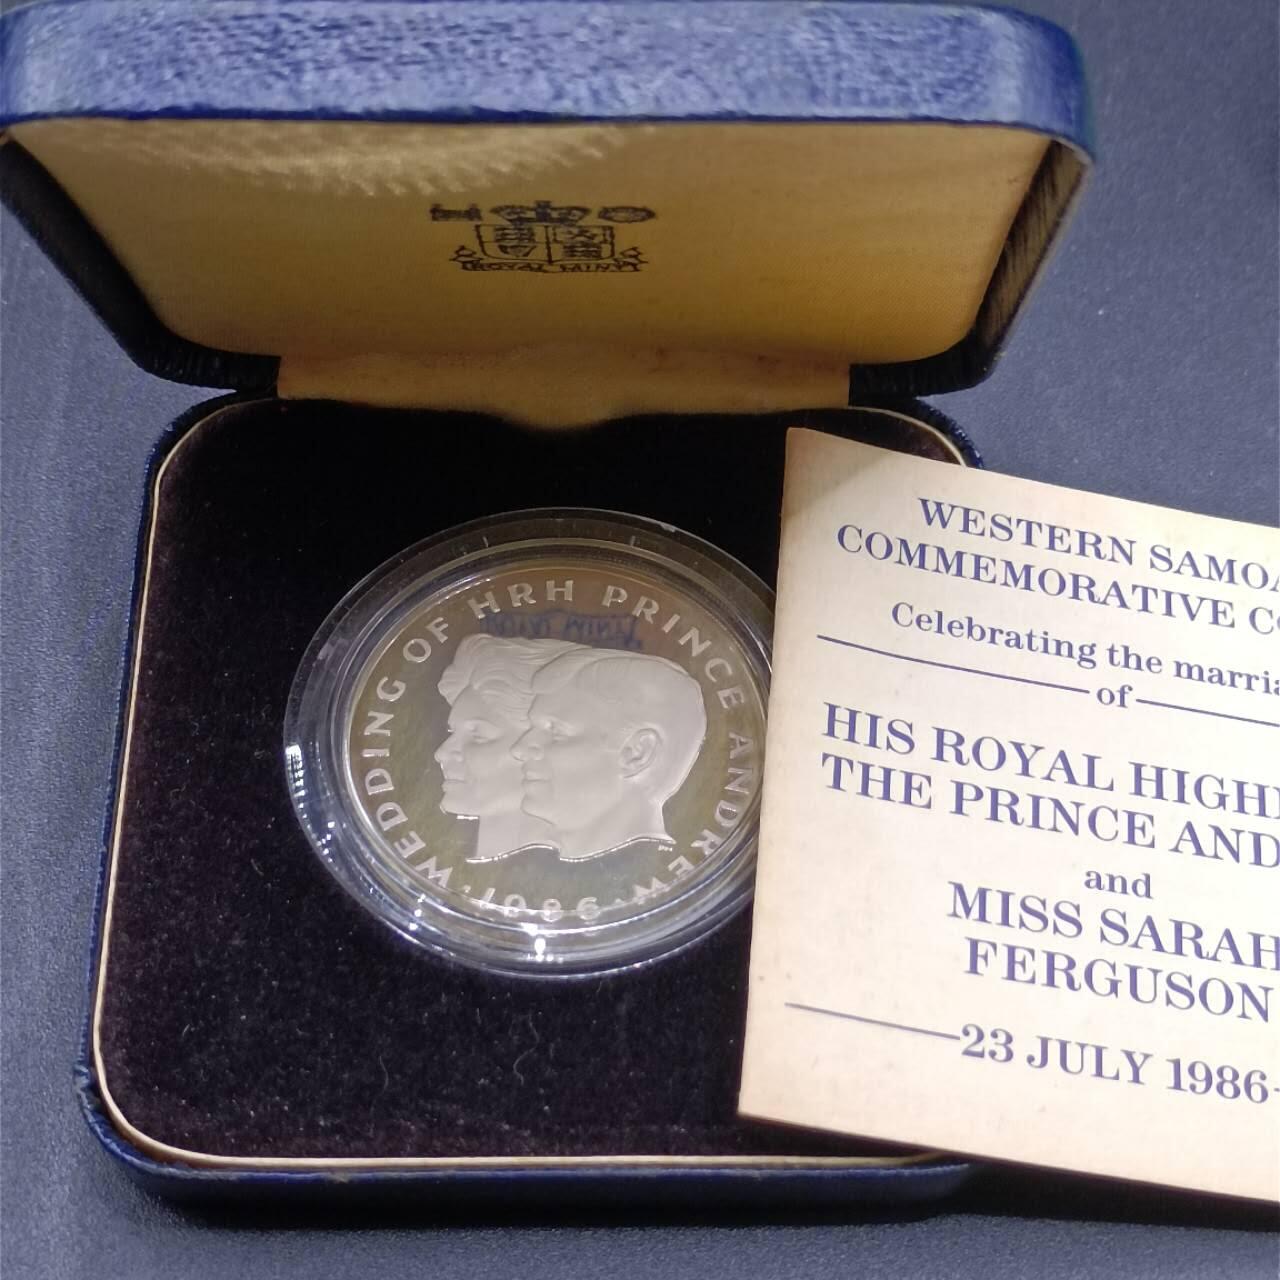 ROYAL MINT
WEDDING OF HRH PRINCE ANDREW · 1986 ·
WESTERN SAMOA
COMMEMORATIVE CO
Celebrating the marria
of
HIS ROYAL HIGH
THE PRINCE AND
and
MISS SARAH
FERGUSON
23 JULY 1986